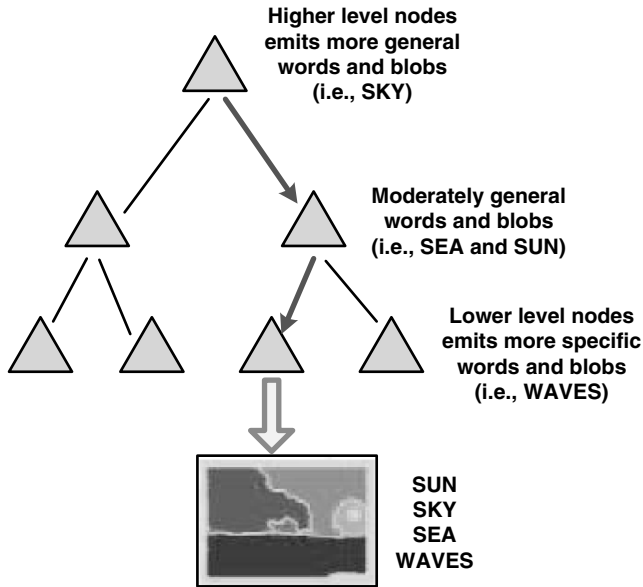 Higher level nodes
emits more general
words and blobs
(i.e., SKY)
Moderately general
words and blobs
(i.e., SEA and SUN)
Lower level nodes
emits more specific
words and blobs
(i.e., WAVES)
SUN
SKY
SEA
WAVES